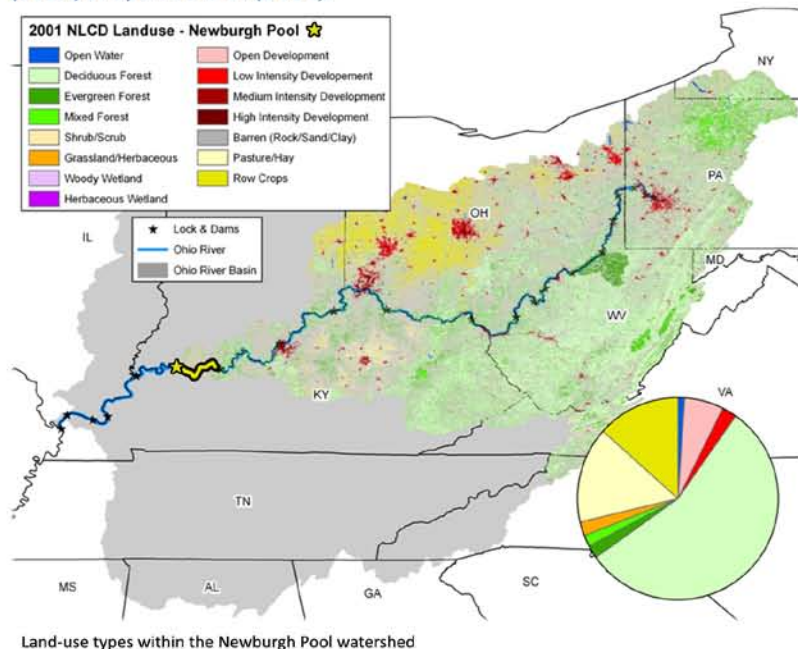 2001 NLCD Landuse - Newburgh Pool
Open Water
Deciduous Forest
Evergreen Forest
Mixed Forest
Shrub/Scrub
Grassland/Herbaceous
Woody Wetland
Herbaceous Wetland
Open Development
Low Intensity Developement
Medium Intensity Development
High Intensity Development
Barren (Rock/Sand/Clay)
Pasture/Hay
Row Crops
Lock & Dams
Ohio River
Ohio River Basin
NY
PA
OH
IL
MD
WV
KY
VA
TN
MS
AL
GA
SC
Land-use types within the Newburgh Pool watershed